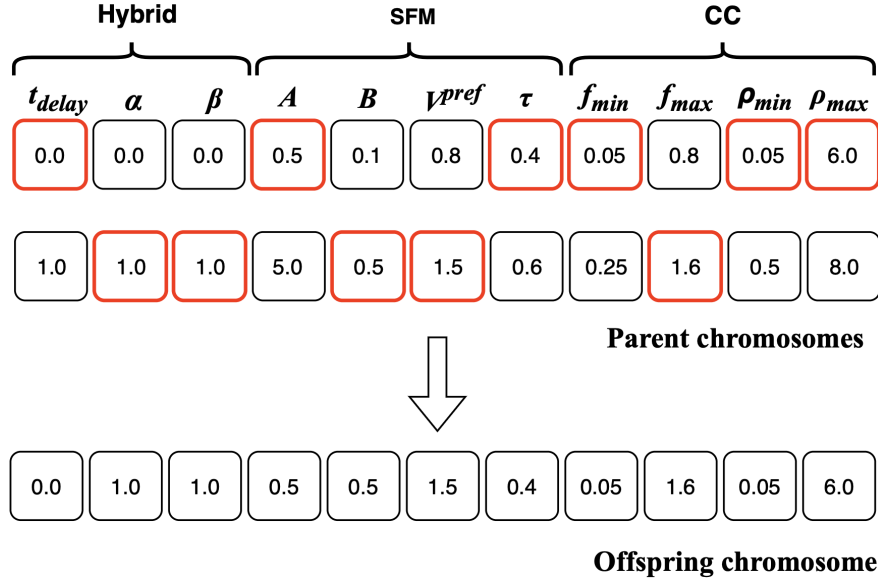 Hybrid SFM CC
t_delay α β A B V^pref τ f_min f_max ρ_min ρ_max
0.0 0.0 0.0 0.5 0.1 0.8 0.4 0.05 0.8 0.05 6.0
1.0 1.0 1.0 5.0 0.5 1.5 0.6 0.25 1.6 0.5 8.0
Parent chromosomes
0.0 1.0 1.0 0.5 0.5 1.5 0.4 0.05 1.6 0.05 6.0
Offspring chromosome